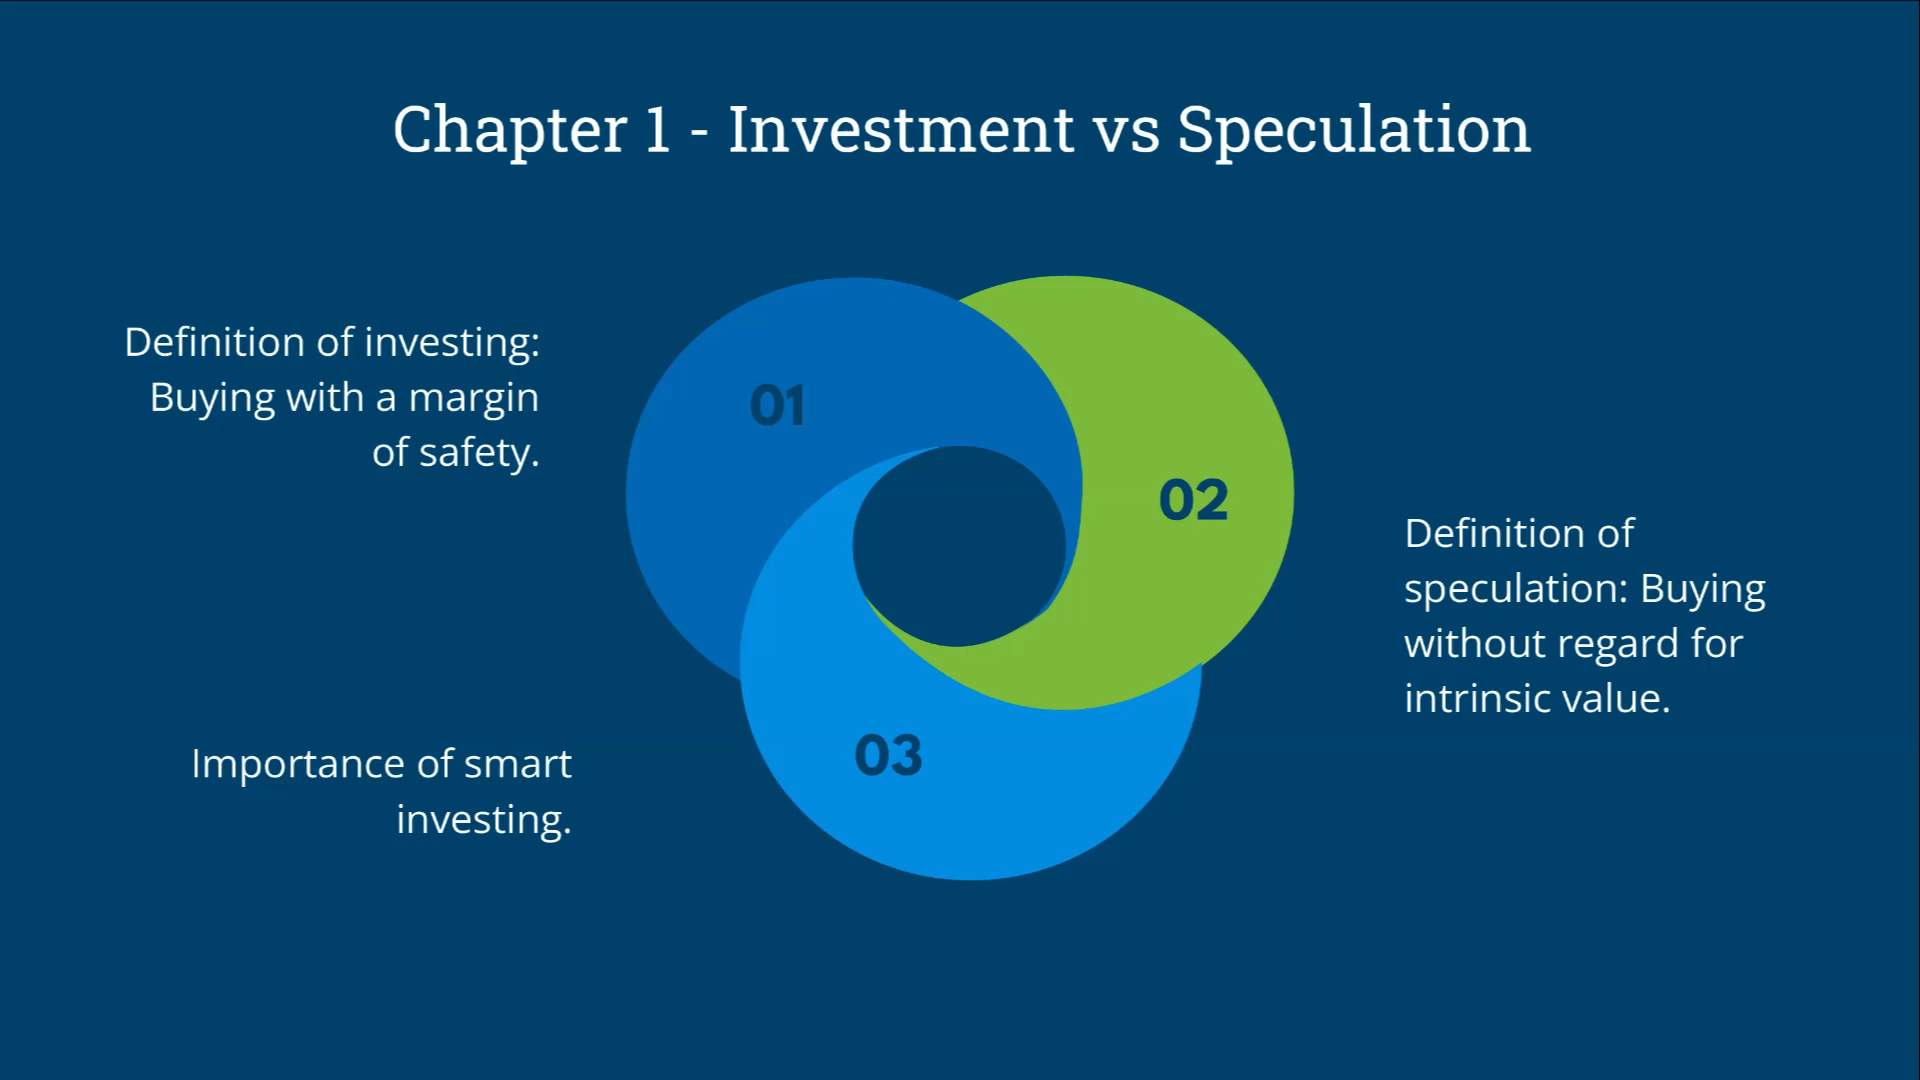 Chapter 1 - Investment vs Speculation
01
Definition of investing:
Buying with a margin
of safety.
02
Definition of
speculation: Buying
without regard for
intrinsic value.
03
Importance of smart
investing.